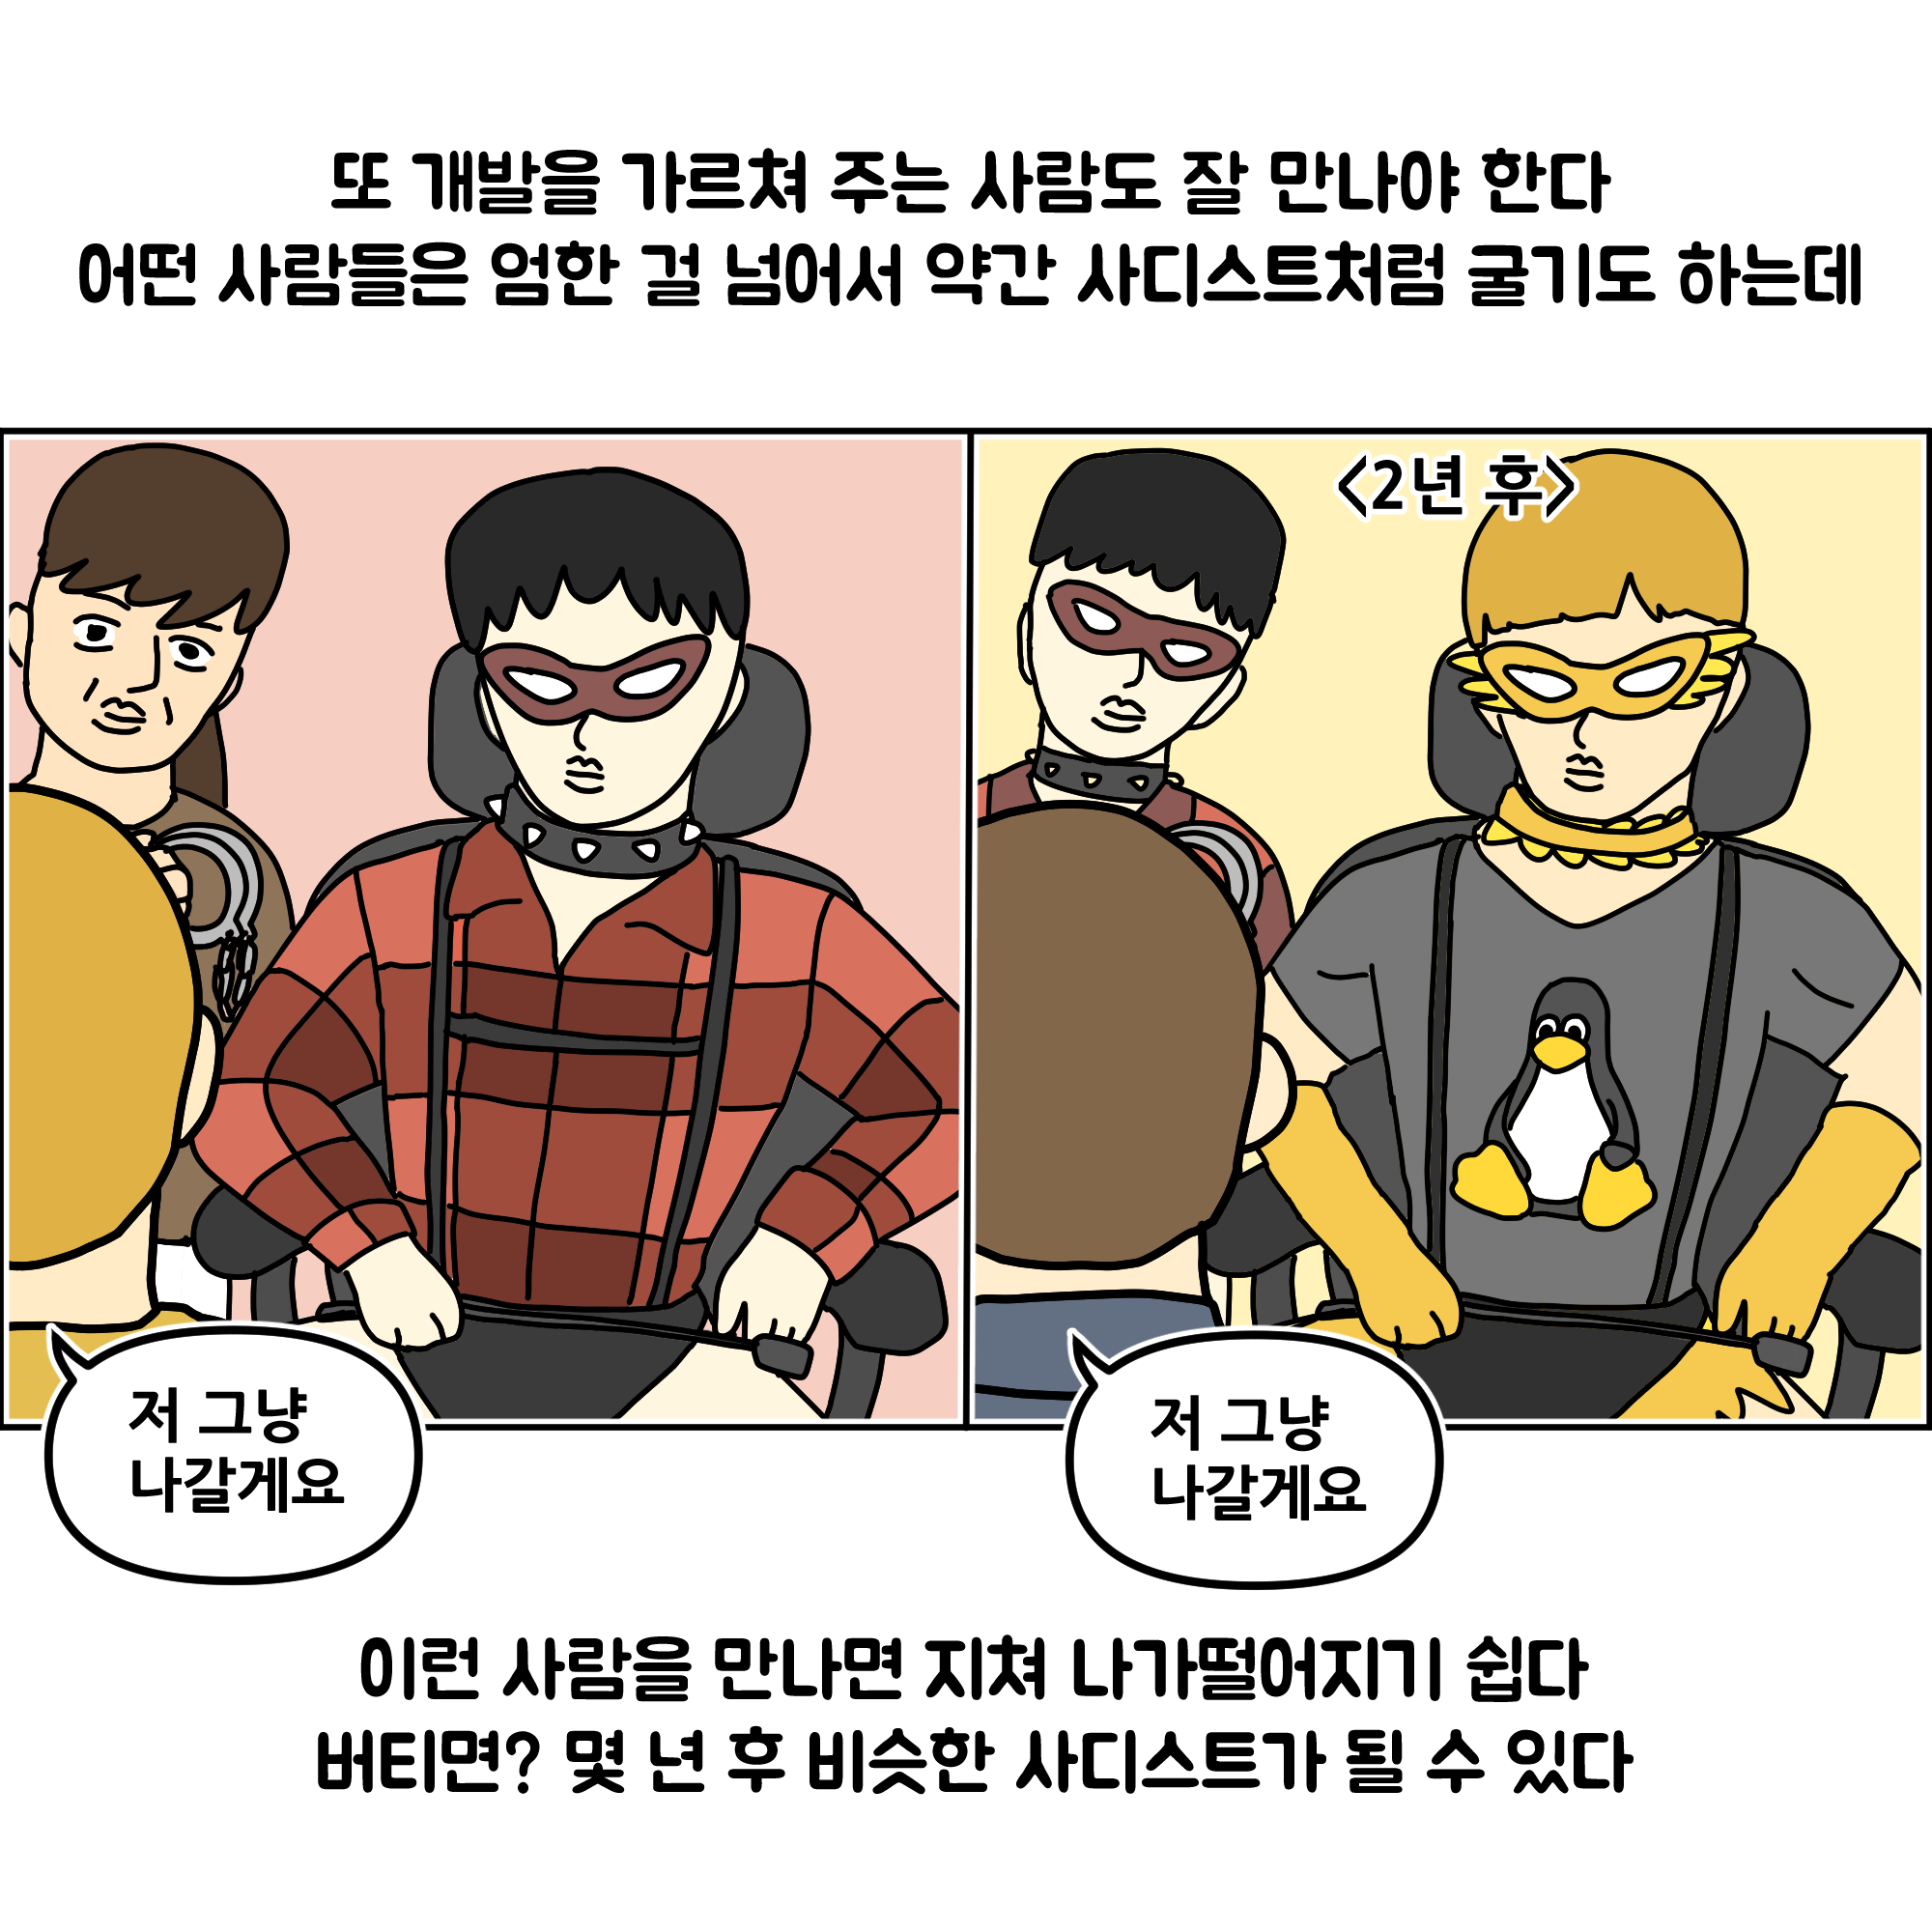 또 개발을 가르쳐 주는 사람도 잘 만나야 한다
어떤 사람들은 엄한 걸 넘어서 약간 사디스트처럼 굴기도 하는데
<2년 후>
저 그냥
나갈게요
저 그냥
나갈게요
이런 사람을 만나면 지쳐 나가떨어지기 쉽다
버티면? 몇 년 후 비슷한 사디스트가 될 수 있다